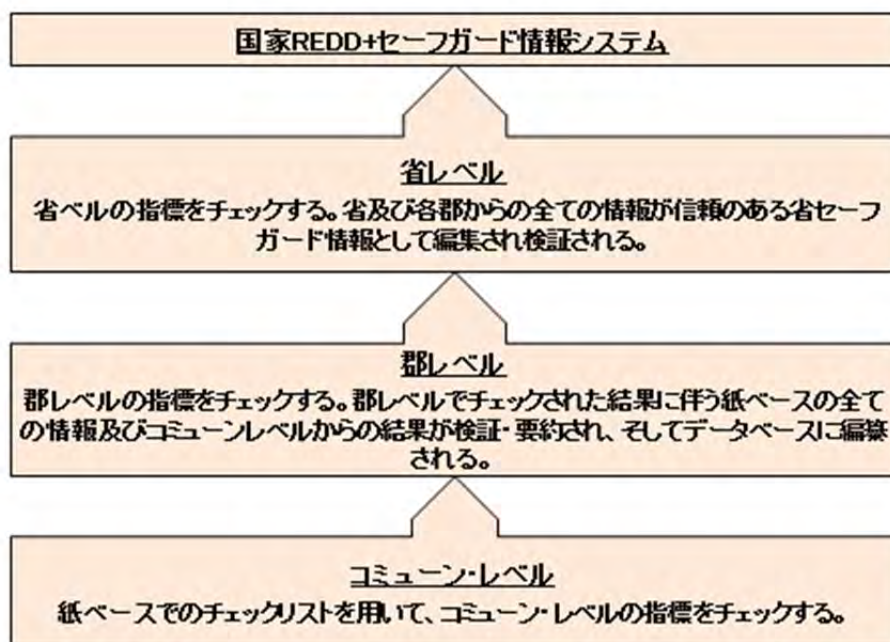 国家REDD+セーフガード情報システム
省レベル
省ベルの指標をチェックする。省及び各郡からの全ての情報が信頼のある省セーフ
ガード情報として編集され検証される。
郡レベル
郡レベルの指標をチェックする。郡レベルでチェックされた結果に伴う紙ベースの全て
の情報及びコミューンレベルからの結果が検証・要約され、そしてデータベースに編纂
される。
コミューン・レベル
紙ベースでのチェックリストを用いて、コミューン・レベルの指標をチェックする。